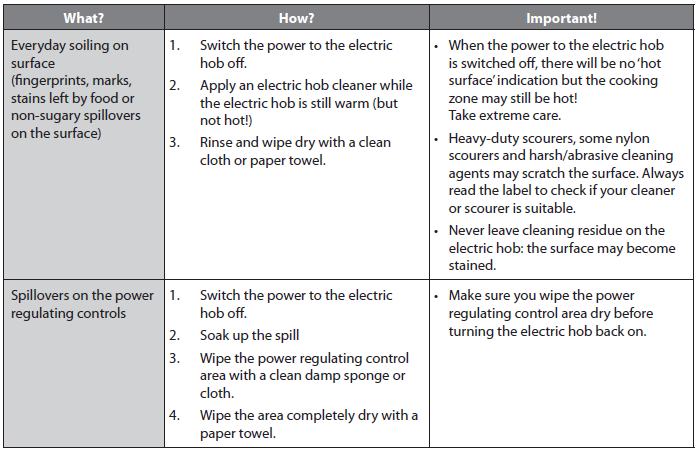 What?
How?
Important!
Everyday soiling on
surface
(fingerprints, marks,
stains left by food or
non-sugary spillovers
on the surface)
1. Switch the power to the electric
hob off.
2. Apply an electric hob cleaner while
the electric hob is still warm (but
not hot!)
3. Rinse and wipe dry with a clean
cloth or paper towel.
• When the power to the electric hob
is switched off, there will be no ‘hot
surface’ indication but the cooking
zone may still be hot!
Take extreme care.
• Heavy-duty scourers, some nylon
scourers and harsh/abrasive cleaning
agents may scratch the surface. Always
read the label to check if your cleaner
or scourer is suitable.
• Never leave cleaning residue on the
electric hob: the surface may become
stained.
Spillovers on the power
regulating controls
1. Switch the power to the electric
hob off.
2. Soak up the spill
3. Wipe the power regulating control
area with a clean damp sponge or
cloth.
4. Wipe the area completely dry with a
paper towel.
• Make sure you wipe the power
regulating control area dry before
turning the electric hob back on.